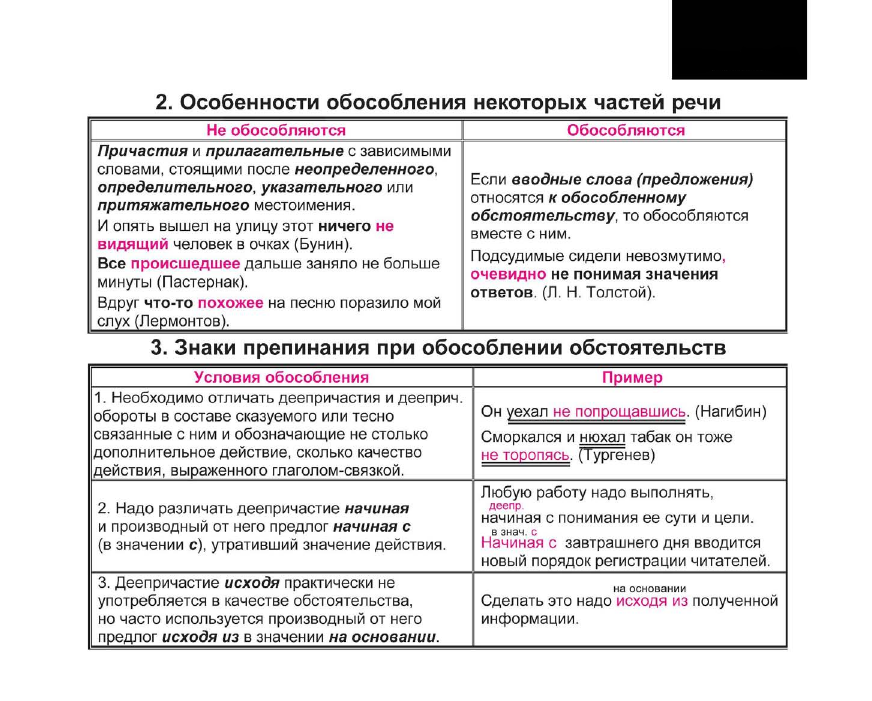 2. Особенности обособления некоторых частей речи
Не обособляются
Обособляются
Причастия и прилагательные с зависимыми
словами, стоящими после неопределенного,
определительного, указательного или
притяжательного местоимения.
И опять вышел на улицу этот ничего не
видящий человек в очках (Бунин).
Все происшедшее дальше заняло не больше
минуты (Пастернак).
Вдруг что-то похожее на песню поразило мой
слух (Лермонтов).
Если вводные слова (предложения)
относятся к обособленному
обстоятельству, то обособляются
вместе с ним.
Подсудимые сидели невозмутимо,
очевидно не понимая значения
ответов. (Л. Н. Толстой).
3. Знаки препинания при обособлении обстоятельств
Условия обособления
Пример
1. Необходимо отличать деепричастия и дееприч.
обороты в составе сказуемого или тесно
связанные с ним и обозначающие не столько
дополнительное действие, сколько качество
действия, выраженного глаголом-связкой.
Он уехал не попрощавшись. (Нагибин)
Сморкался и нюхал табак он тоже
не торопясь. (Тургенев)
2. Надо различать деепричастие начиная
и производный от него предлог начиная с
(в значении с), утративший значение действия.
Любую работу надо выполнять,
деепр.
начиная с понимания ее сути и цели.
в знач. с
Начиная с завтрашнего дня вводится
новый порядок регистрации читателей.
3. Деепричастие исходя практически не
употребляется в качестве обстоятельства,
но часто используется производный от него
предлог исходя из в значении на основании.
на основании
Сделать это надо исходя из полученной
информации.